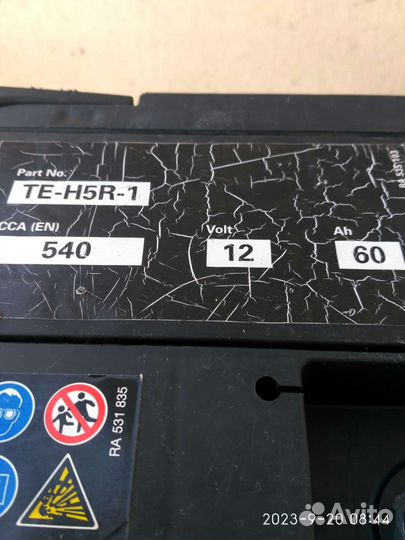 Part No.
TE-H5R-1
CCA (EN)
540
Volt
12
Ah
60
RA 531 835
2023-9-20 08:44
Avito